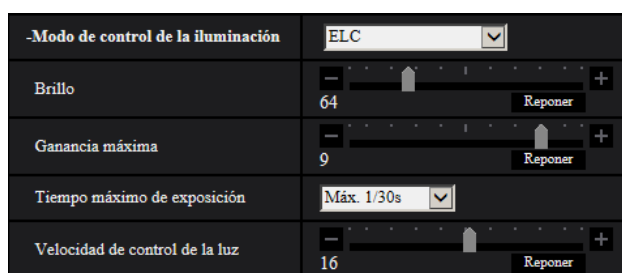 -Modo de control de la iluminación ELC
Brillo
64 Reponer
Ganancia máxima
9 Reponer
Tiempo máximo de exposición Máx. 1/30s
Velocidad de control de la luz
16 Reponer